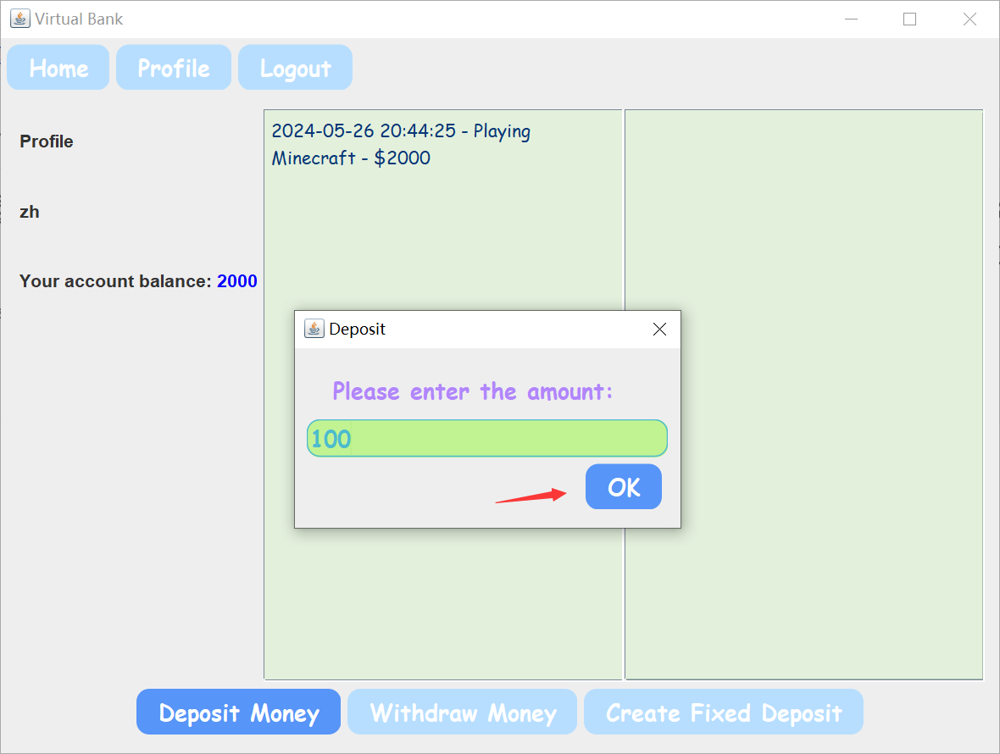 Virtual Bank
Home Profile Logout
Profile
zh
Your account balance: 2000
2024-05-26 20:44:25 - Playing
Minecraft - $2000
Deposit
Please enter the amount:
100
OK
Deposit Money Withdraw Money Create Fixed Deposit